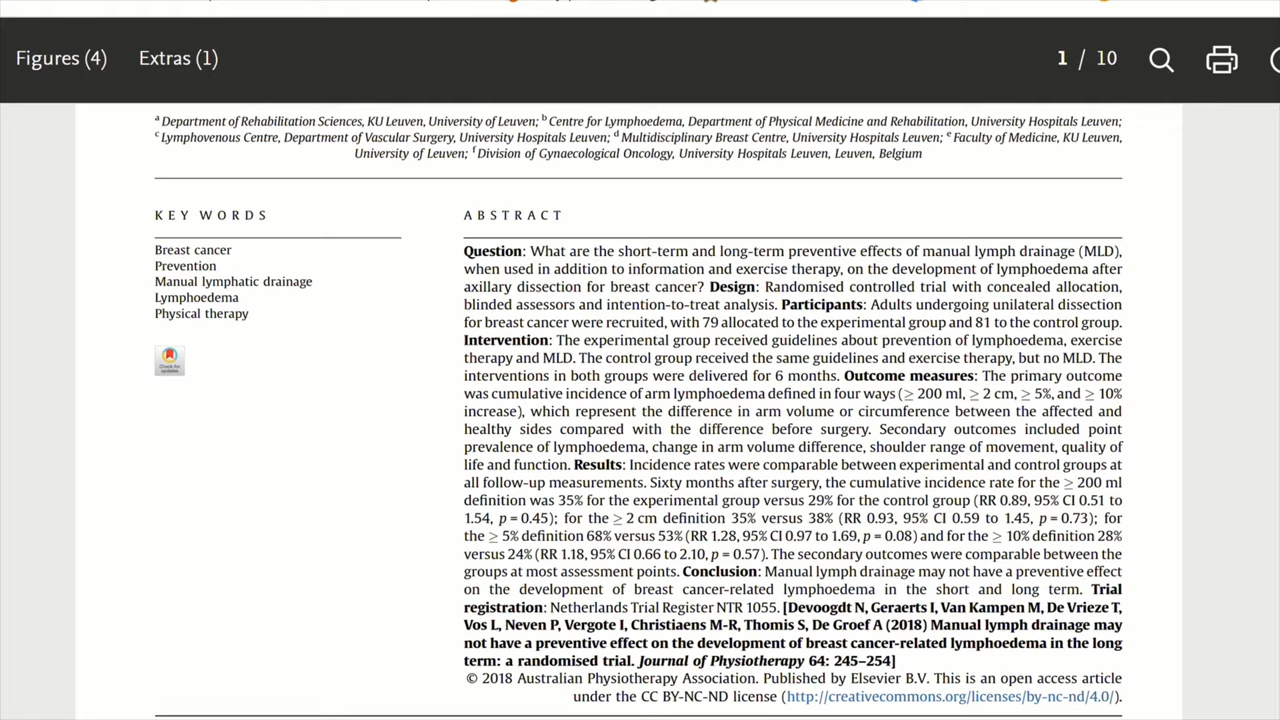 Figures (4) Extras (1) 1 / 10
a Department of Rehabilitation Sciences, KU Leuven, University of Leuven; b Centre for Lymphoedema, Department of Physical Medicine and Rehabilitation, University Hospitals Leuven;
c Lymphovenous Centre, Department of Vascular Surgery, University Hospitals Leuven; d Multidisciplinary Breast Centre, University Hospitals Leuven; e Faculty of Medicine, KU Leuven,
University of Leuven; f Division of Gynaecological Oncology, University Hospitals Leuven, Leuven, Belgium
KEY WORDS
Breast cancer
Prevention
Manual lymphatic drainage
Lymphoedema
Physical therapy
Check for
updates
ABSTRACT
Question: What are the short-term and long-term preventive effects of manual lymph drainage (MLD),
when used in addition to information and exercise therapy, on the development of lymphoedema after
axillary dissection for breast cancer? Design: Randomised controlled trial with concealed allocation,
blinded assessors and intention-to-treat analysis. Participants: Adults undergoing unilateral dissection
for breast cancer were recruited, with 79 allocated to the experimental group and 81 to the control group.
Intervention: The experimental group received guidelines about prevention of lymphoedema, exercise
therapy and MLD. The control group received the same guidelines and exercise therapy, but no MLD. The
interventions in both groups were delivered for 6 months. Outcome measures: The primary outcome
was cumulative incidence of arm lymphoedema defined in four ways (≥ 200 ml, ≥ 2 cm, ≥ 5%, and ≥ 10%
increase), which represent the difference in arm volume or circumference between the affected and
healthy sides compared with the difference before surgery. Secondary outcomes included point
prevalence of lymphoedema, change in arm volume difference, shoulder range of movement, quality of
life and function. Results: Incidence rates were comparable between experimental and control groups at
all follow-up measurements. Sixty months after surgery, the cumulative incidence rate for the ≥ 200 ml
definition was 35% for the experimental group versus 29% for the control group (RR 0.89, 95% CI 0.51 to
1.54, p = 0.45); for the ≥ 2 cm definition 35% versus 38% (RR 0.93, 95% CI 0.59 to 1.45, p = 0.73); for
the ≥ 5% definition 68% versus 53% (RR 1.28, 95% CI 0.97 to 1.69, p = 0.08) and for the ≥ 10% definition 28%
versus 24% (RR 1.18, 95% CI 0.66 to 2.10, p = 0.57). The secondary outcomes were comparable between the
groups at most assessment points. Conclusion: Manual lymph drainage may not have a preventive effect
on the development of breast cancer-related lymphoedema in the short and long term. Trial
registration: Netherlands Trial Register NTR 1055. [Devoogdt N, Geraerts I, Van Kampen M, De Vrieze T,
Vos L, Neven P, Vergote I, Christiaens M-R, Thomis S, De Groef A (2018) Manual lymph drainage may
not have a preventive effect on the development of breast cancer-related lymphoedema in the long
term: a randomised trial. Journal of Physiotherapy 64: 245–254]
© 2018 Australian Physiotherapy Association. Published by Elsevier B.V. This is an open access article
under the CC BY-NC-ND license (http://creativecommons.org/licenses/by-nc-nd/4.0/).